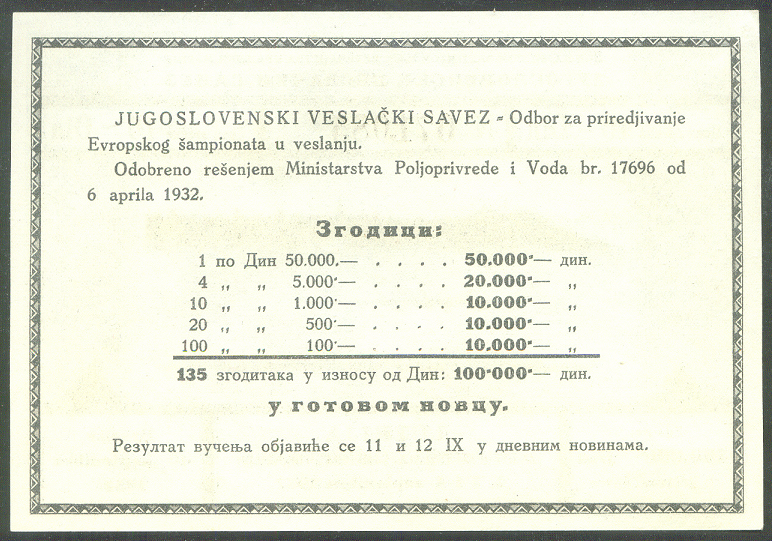 JUGOSLOVENSKI VESLAČKI SAVEZ - Odbor za priredjivanje
Evropskog šampionata u veslanju.
Odobreno rešenjem Ministarstva Poljoprivrede i Voda br. 17696 od
6 aprila 1932.
Згодици:
1 по Дин 50.000.— . . . . 50.000·— дин.
4 „ „ 5.000·— . . . . 20.000·— „
10 „ „ 1.000·— . . . . 10.000·— „
20 „ „ 500·— . . . . 10.000·— „
100 „ „ 100·— . . . . 10.000·— „
135 згодитака у износу од Дин: 100·000·— дин.
у готовом новцу.
Резултат вучења објавиће се 11 и 12 IX у дневним новинама.